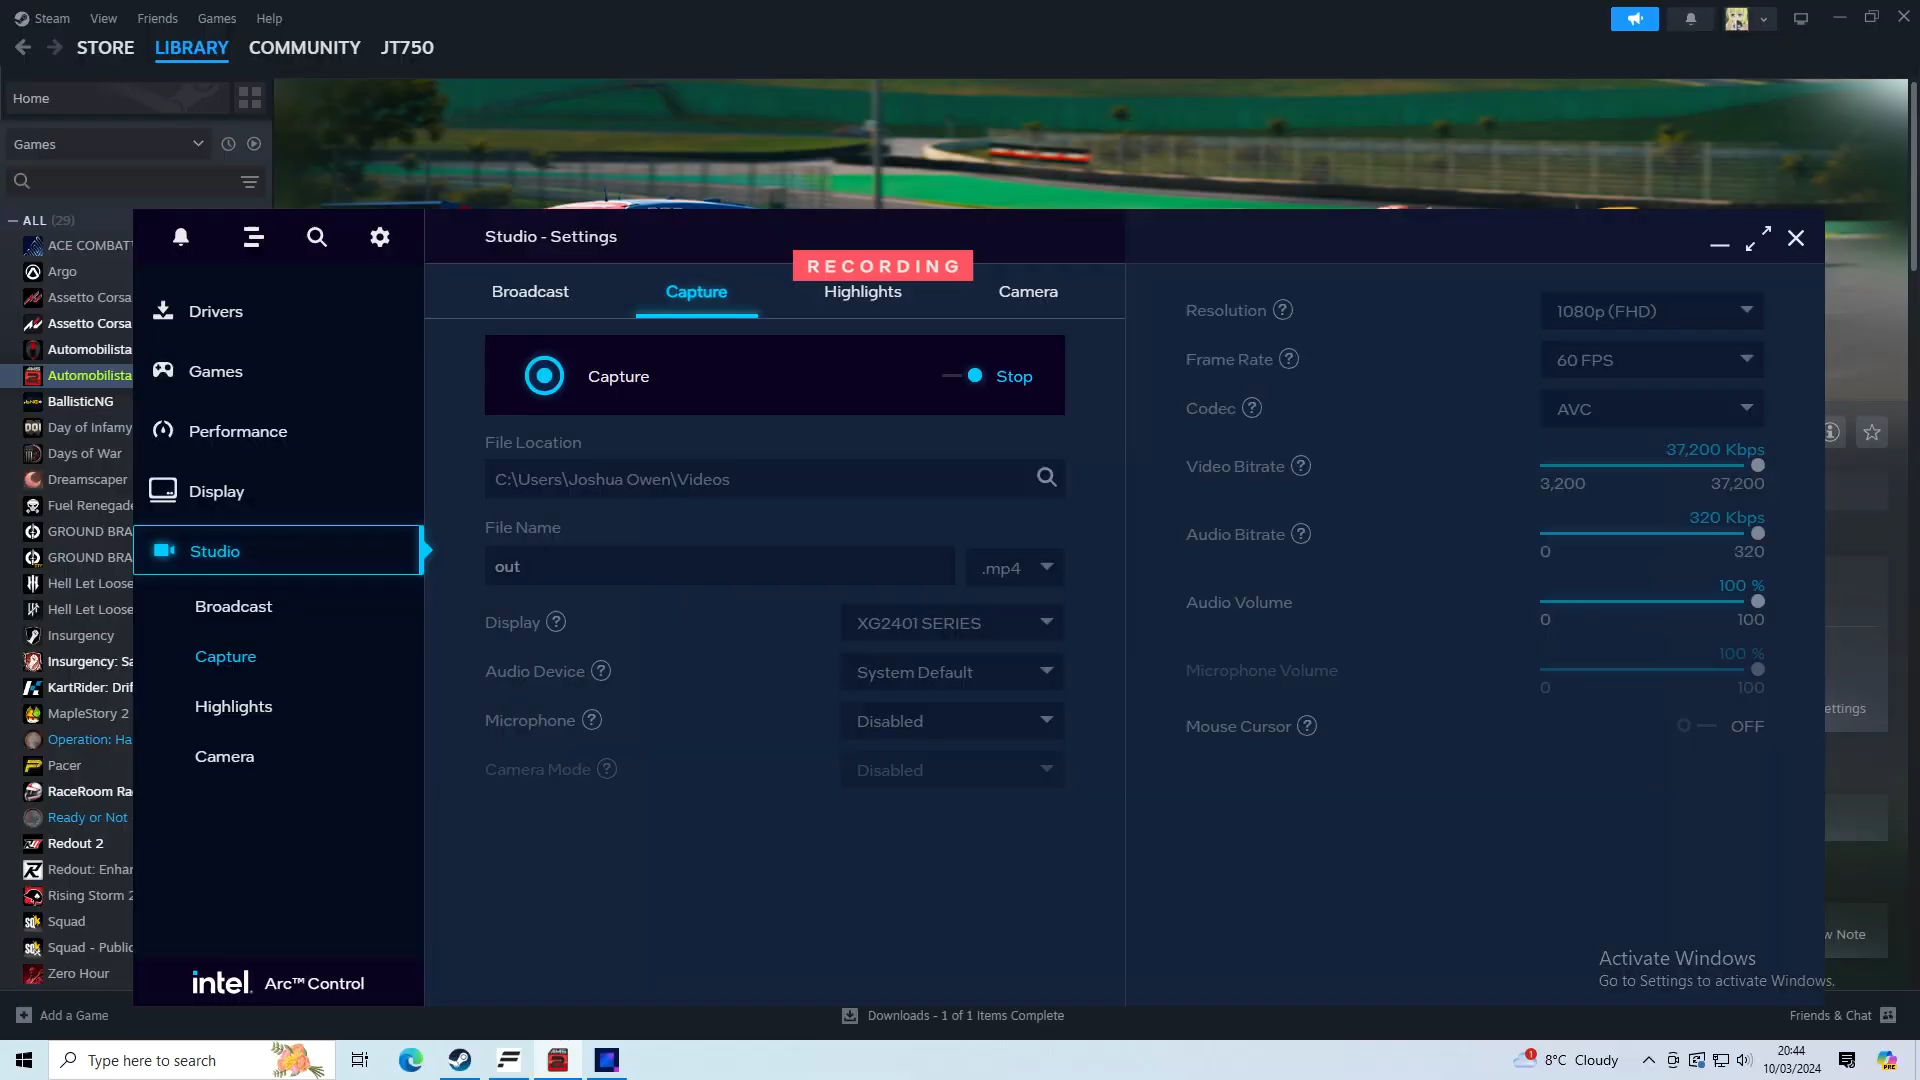 Steam View Friends Games Help
STORE LIBRARY COMMUNITY JT750
Home
Games
ALL (29)
ACE COMBAT
Argo
Assetto Corsa
Assetto Corsa
Automobilista
Automobilista
BallisticNG
Day of Infamy
Days of War
Dreamscaper
Fuel Renegade
GROUND BRA
GROUND BRA
Hell Let Loose
Hell Let Loose
Insurgency
Insurgency: Sa
KartRider: Drif
MapleStory 2
Operation: Ha
Pacer
RaceRoom Ra
Ready or Not
Redout 2
Redout: Enhan
Rising Storm 2
Squad
Squad - Public
Zero Hour
Drivers
Games
Performance
Display
Studio
Broadcast
Capture
Highlights
Camera
intel. Arc™ Control
Studio - Settings
RECORDING
Broadcast Capture Highlights Camera
Capture Stop
File Location
C:\Users\Joshua Owen\Videos
File Name
out .mp4
Display ? XG2401 SERIES
Audio Device ? System Default
Microphone ? Disabled
Camera Mode ? Disabled
Resolution ? 1080p (FHD)
Frame Rate ? 60 FPS
Codec ? AVC
37,200 Kbps
Video Bitrate ?
3,200 37,200
320 Kbps
Audio Bitrate ?
0 320
100 %
Audio Volume
0 100
100 %
Microphone Volume
0 100
Mouse Cursor ? OFF
ettings
w Note
Activate Windows
Go to Settings to activate Windows.
Add a Game Downloads - 1 of 1 Items Complete Friends & Chat
Type here to search
1 8°C Cloudy 20:44
10/03/2024
PRE